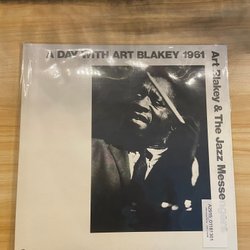 A DAY WITH ART BLAKEY 1961
Art Blakey & The Jazz Messe